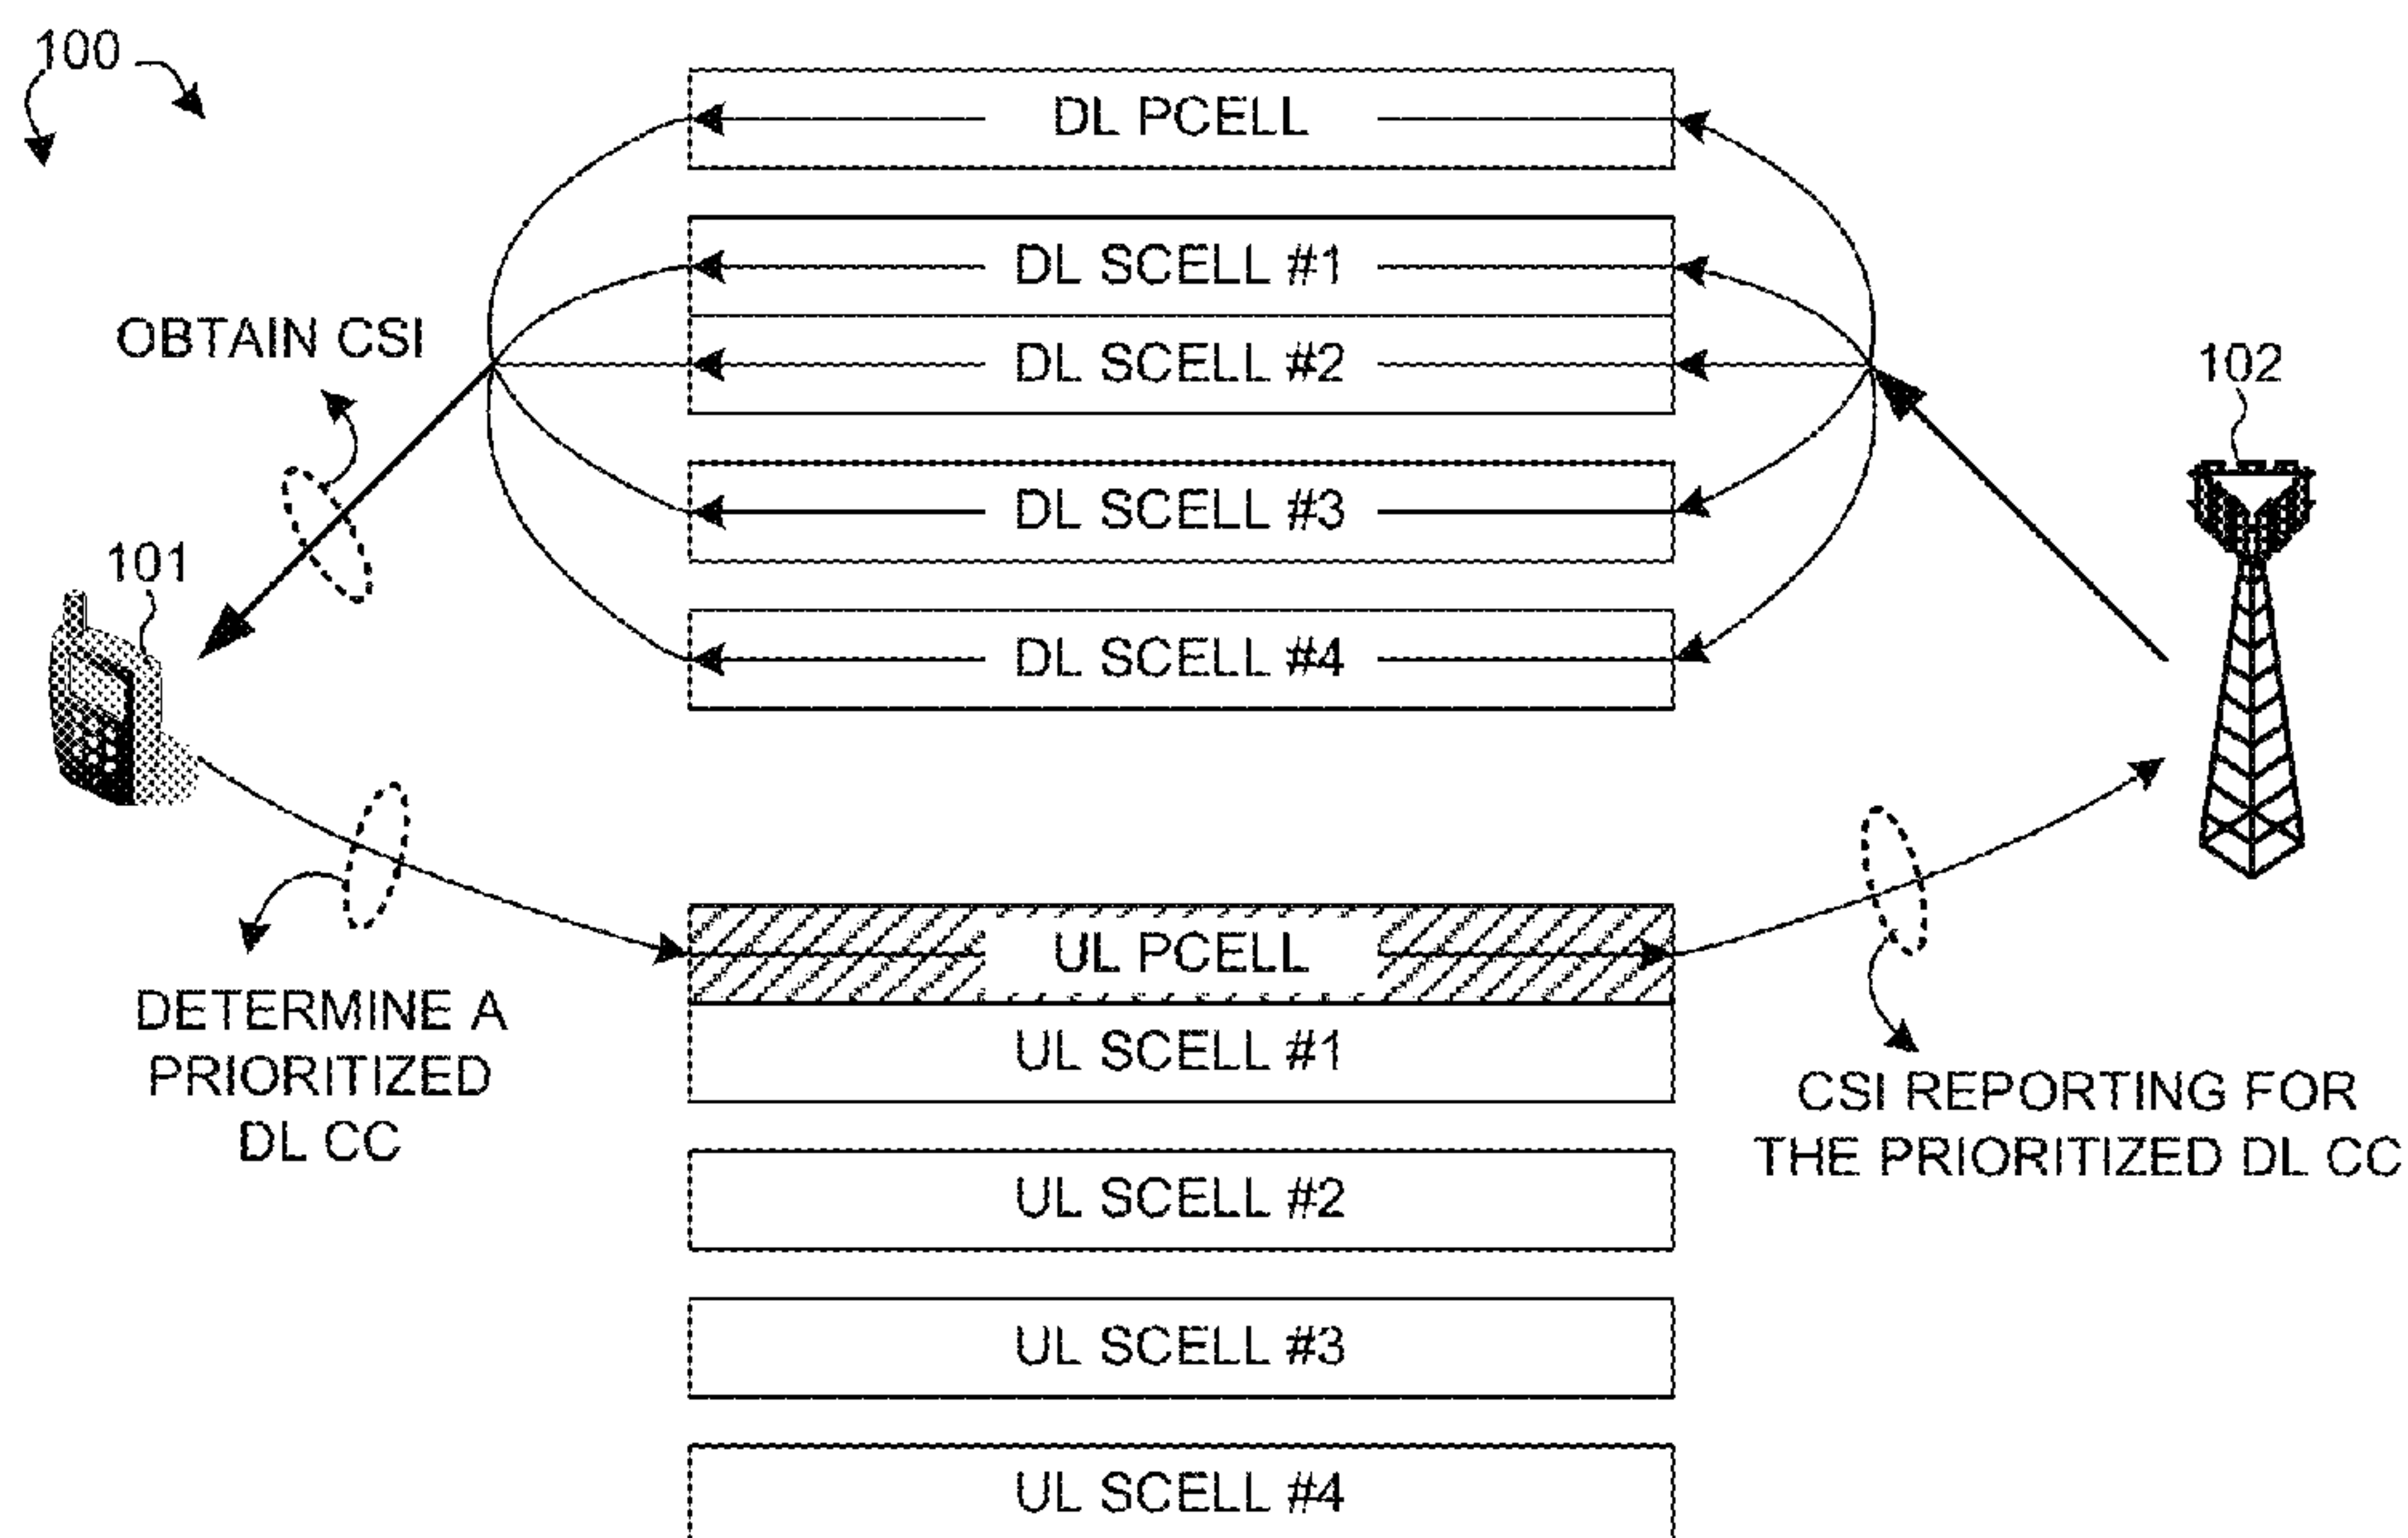 100
DL PCELL
DL SCELL #1
OBTAIN CSI
DL SCELL #2
102
DL SCELL #3
101
DL SCELL #4
UL PCELL
DETERMINE A
PRIORITIZED
DL CC
UL SCELL #1
CSI REPORTING FOR
THE PRIORITIZED DL CC
UL SCELL #2
UL SCELL #3
UL SCELL #4